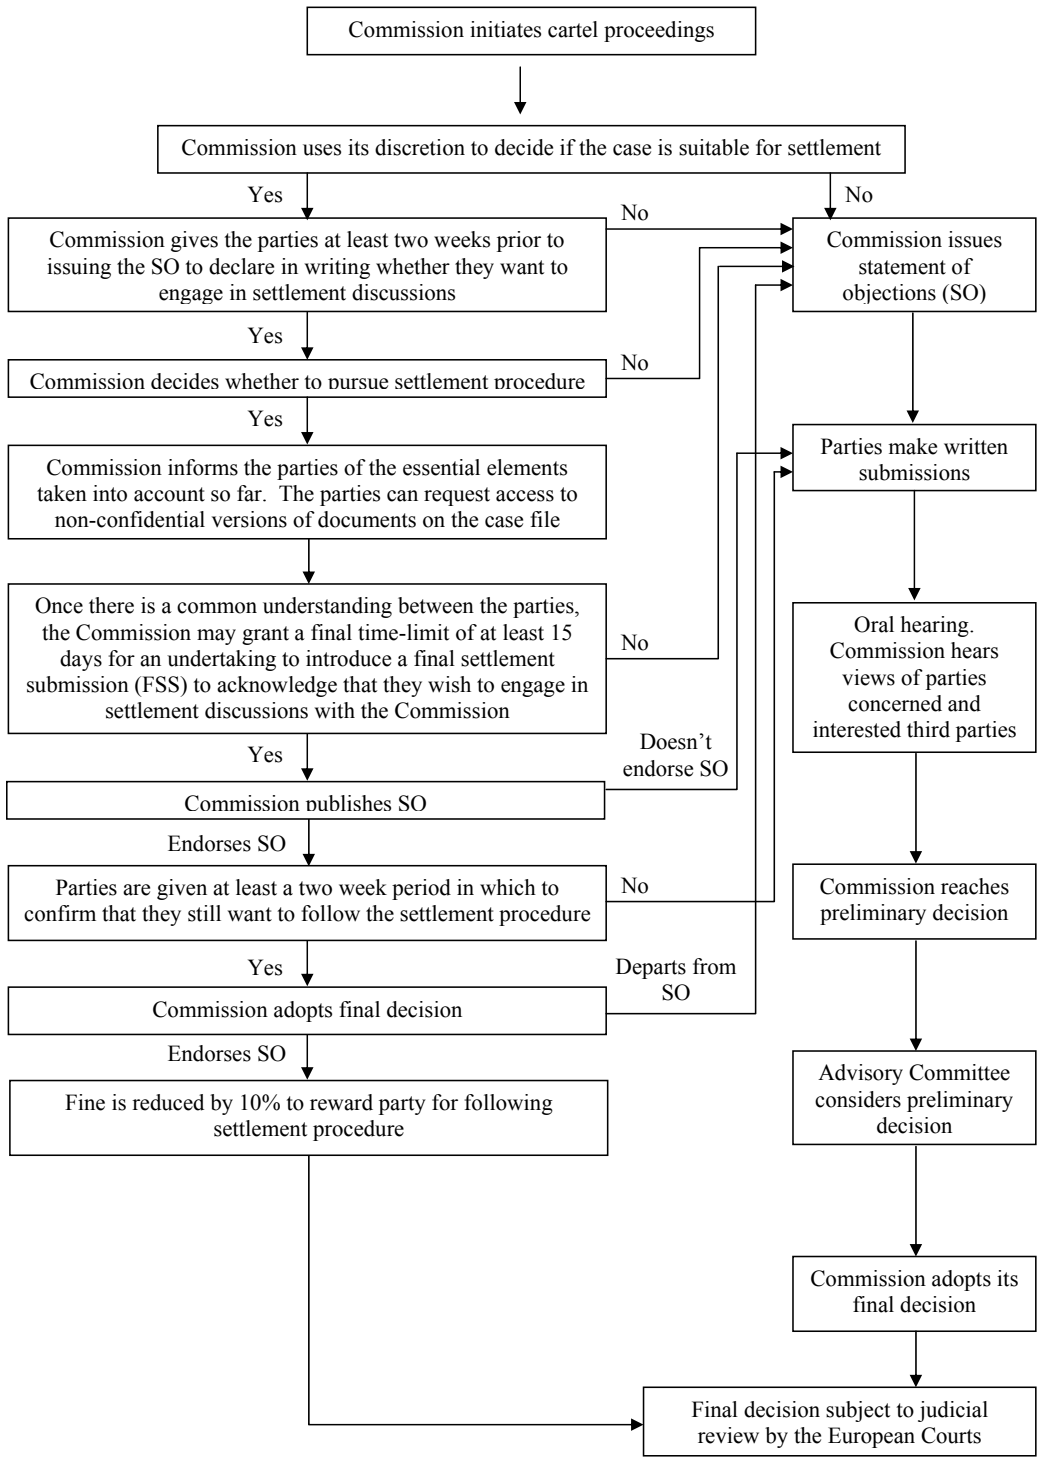 Commission initiates cartel proceedings
Commission uses its discretion to decide if the case is suitable for settlement
Yes
No
Commission gives the parties at least two weeks prior to
issuing the SO to declare in writing whether they want to
engage in settlement discussions
No
Commission issues
statement of
objections (SO)
Yes
No
Commission decides whether to pursue settlement procedure
Yes
Commission informs the parties of the essential elements
taken into account so far.  The parties can request access to
non-confidential versions of documents on the case file
Parties make written
submissions
Once there is a common understanding between the parties,
the Commission may grant a final time-limit of at least 15
days for an undertaking to introduce a final settlement
submission (FSS) to acknowledge that they wish to engage in
settlement discussions with the Commission
No
Oral hearing.
Commission hears
views of parties
concerned and
interested third parties
Yes
Doesn't
endorse SO
Commission publishes SO
Endorses SO
Parties are given at least a two week period in which to
confirm that they still want to follow the settlement procedure
No
Commission reaches
preliminary decision
Yes
Departs from
SO
Commission adopts final decision
Endorses SO
Fine is reduced by 10% to reward party for following
settlement procedure
Advisory Committee
considers preliminary
decision
Commission adopts its
final decision
Final decision subject to judicial
review by the European Courts